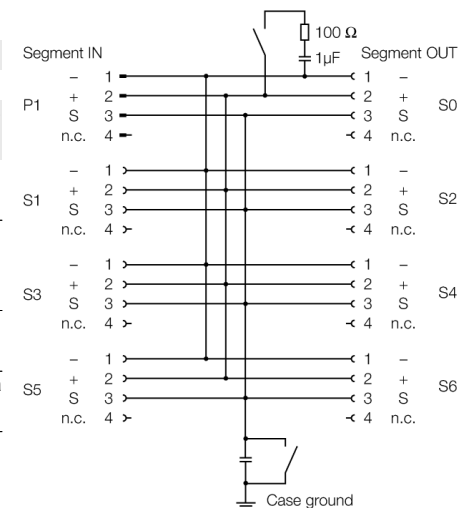 100 Ω
1µF
Segment IN
Segment OUT
P1
– 1
+ 2
S 3
n.c. 4
1 –
2 +
3 S
4 n.c.
S0
S1
– 1
+ 2
S 3
n.c. 4
1 –
2 +
3 S
4 n.c.
S2
S3
– 1
+ 2
S 3
n.c. 4
1 –
2 +
3 S
4 n.c.
S4
a
S5
– 1
+ 2
S 3
n.c. 4
1 –
2 +
3 S
4 n.c.
S6
Case ground